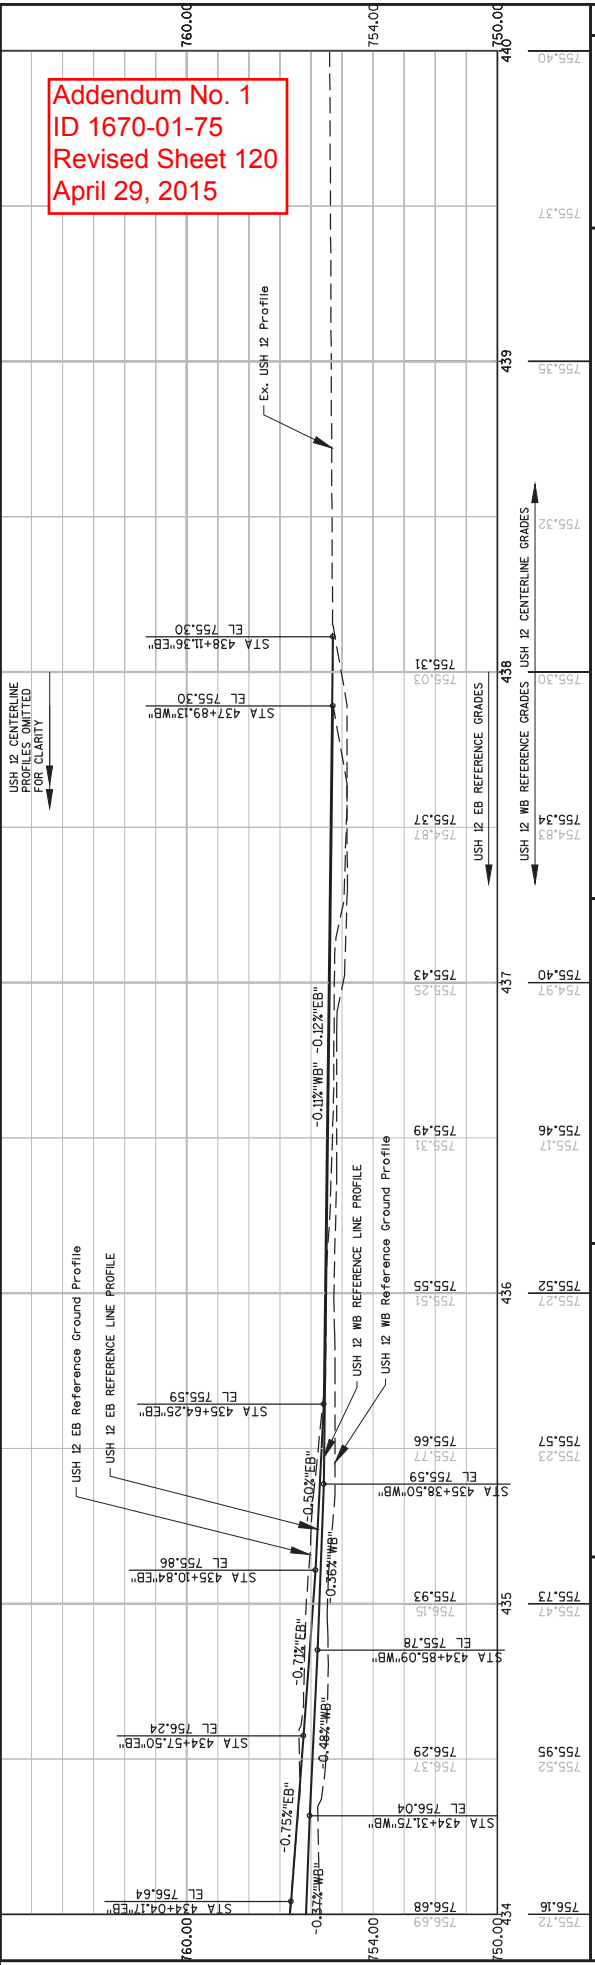 760.00
754.00
750.00
440
755.40
Addendum No. 1
ID 1670-01-75
Revised Sheet 120
April 29, 2015
755.37
Ex. USH 12 Profile
439
755.35
755.32
USH 12 CENTERLINE GRADES
STA 438+11.36"EB"
EL 755.30
USH 12 CENTERLINE
PROFILES OMITTED
FOR CLARITY
755.31
755.03
438
755.30
STA 437+89.13"WB"
EL 755.30
USH 12 EB REFERENCE GRADES
USH 12 WB REFERENCE GRADES
755.37
754.87
755.34
754.83
755.43
755.25
437
755.40
754.97
-0.11%"WB"
-0.12%"EB"
755.49
755.31
755.46
755.17
USH 12 EB Reference Ground Profile
USH 12 EB REFERENCE LINE PROFILE
USH 12 WB REFERENCE LINE PROFILE
USH 12 WB Reference Ground Profile
755.55
755.51
436
755.52
755.27
STA 435+64.25"EB"
EL 755.59
755.66
755.77
755.57
755.23
STA 435+38.50"WB"
EL 755.59
-0.50%"EB"
-0.36%"WB"
STA 435+10.84"EB"
EL 755.86
755.93
756.15
435
755.73
755.47
STA 434+85.09"WB"
EL 755.78
-0.71%"EB"
-0.48%"WB"
STA 434+57.50"EB"
EL 756.24
756.29
756.37
755.95
755.52
STA 434+31.75"WB"
EL 756.04
-0.75%"EB"
-0.37%"WB"
STA 434+04.17"EB"
EL 756.64
756.68
756.69
434
756.16
755.72
760.00
754.00
750.00